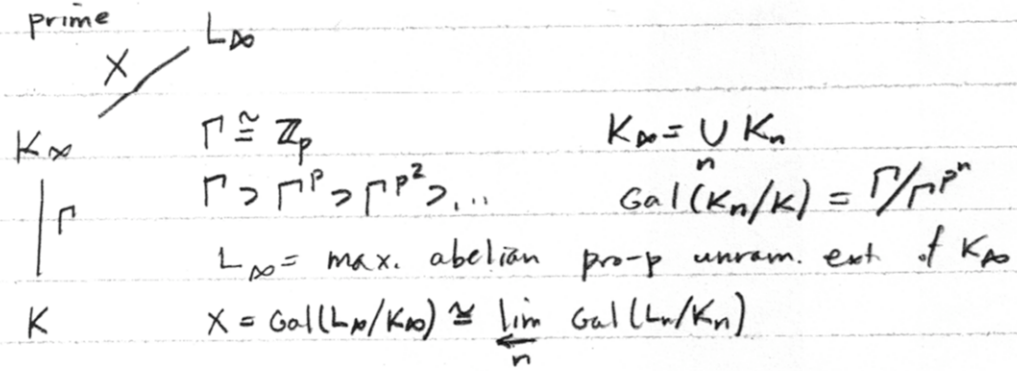 prime
L∞
X
K∞ Γ ≅ ℤp K∞ = ∪n Kn
Γ Γ ⊃ Γ^p ⊃ Γ^p² ⊃ ... Gal(Kn/K) = Γ/Γ^pⁿ
L∞ = max. abelian pro-p unram. ext. of K∞
K X = Gal(L∞/K∞) ≅ lim←n Gal(Ln/Kn)